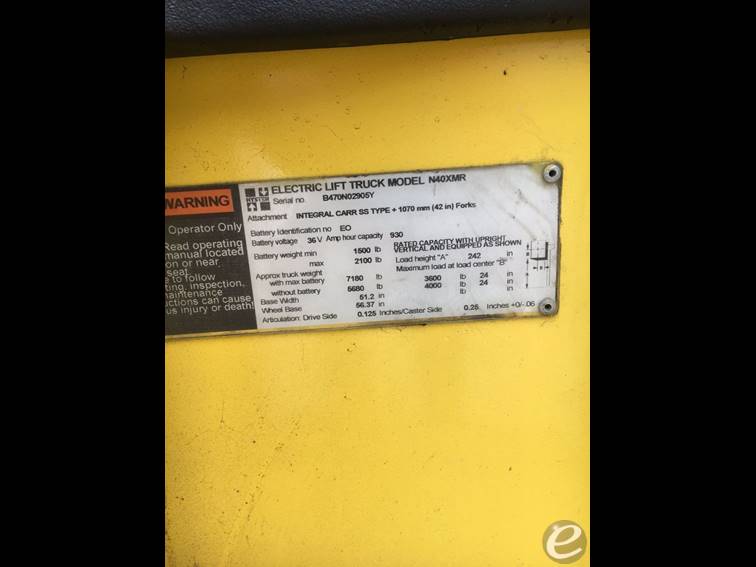 WARNING
Operator Only
Read operating
manual located
on or near
seat
to follow
ting, inspection,
maintenance
uctions can cause
us injury or death!
HYSTER
ELECTRIC LIFT TRUCK MODEL N40XMR
Serial no. B470N02905Y
Attachment INTEGRAL CARR SS TYPE + 1070 mm (42 in) Forks
Battery Identification no EO
Battery voltage 36 V Amp hour capacity 930
Battery weight min 1500 lb
max 2100 lb
Approx truck weight
with max battery 7180 lb
without battery 5680 lb
Base Width 51.2 in
Wheel Base 56.37 in
Articulation: Drive Side 0.125 Inches/Caster Side 0.25 Inches +0/-.06
RATED CAPACITY WITH UPRIGHT
VERTICAL AND EQUIPPED AS SHOWN
Load height "A" 242 in
Maximum load at load center "B"
3600 lb 24 in
4000 lb 24 in
lb in
e